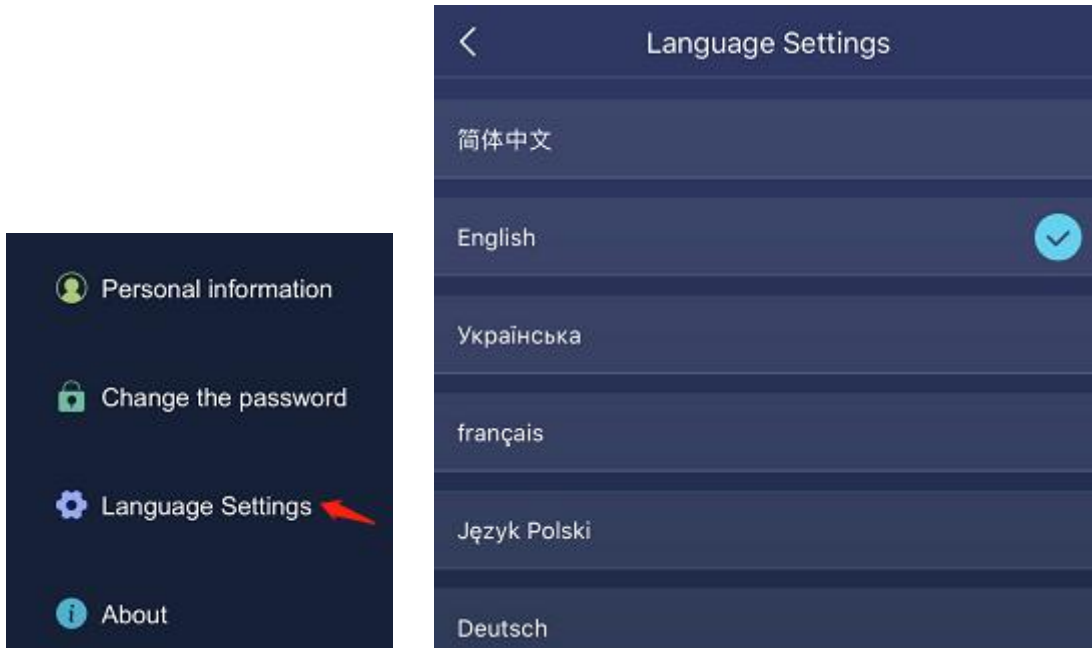 Personal information
Change the password
Language Settings
About
Language Settings
简体中文
English
Українська
français
Język Polski
Deutsch